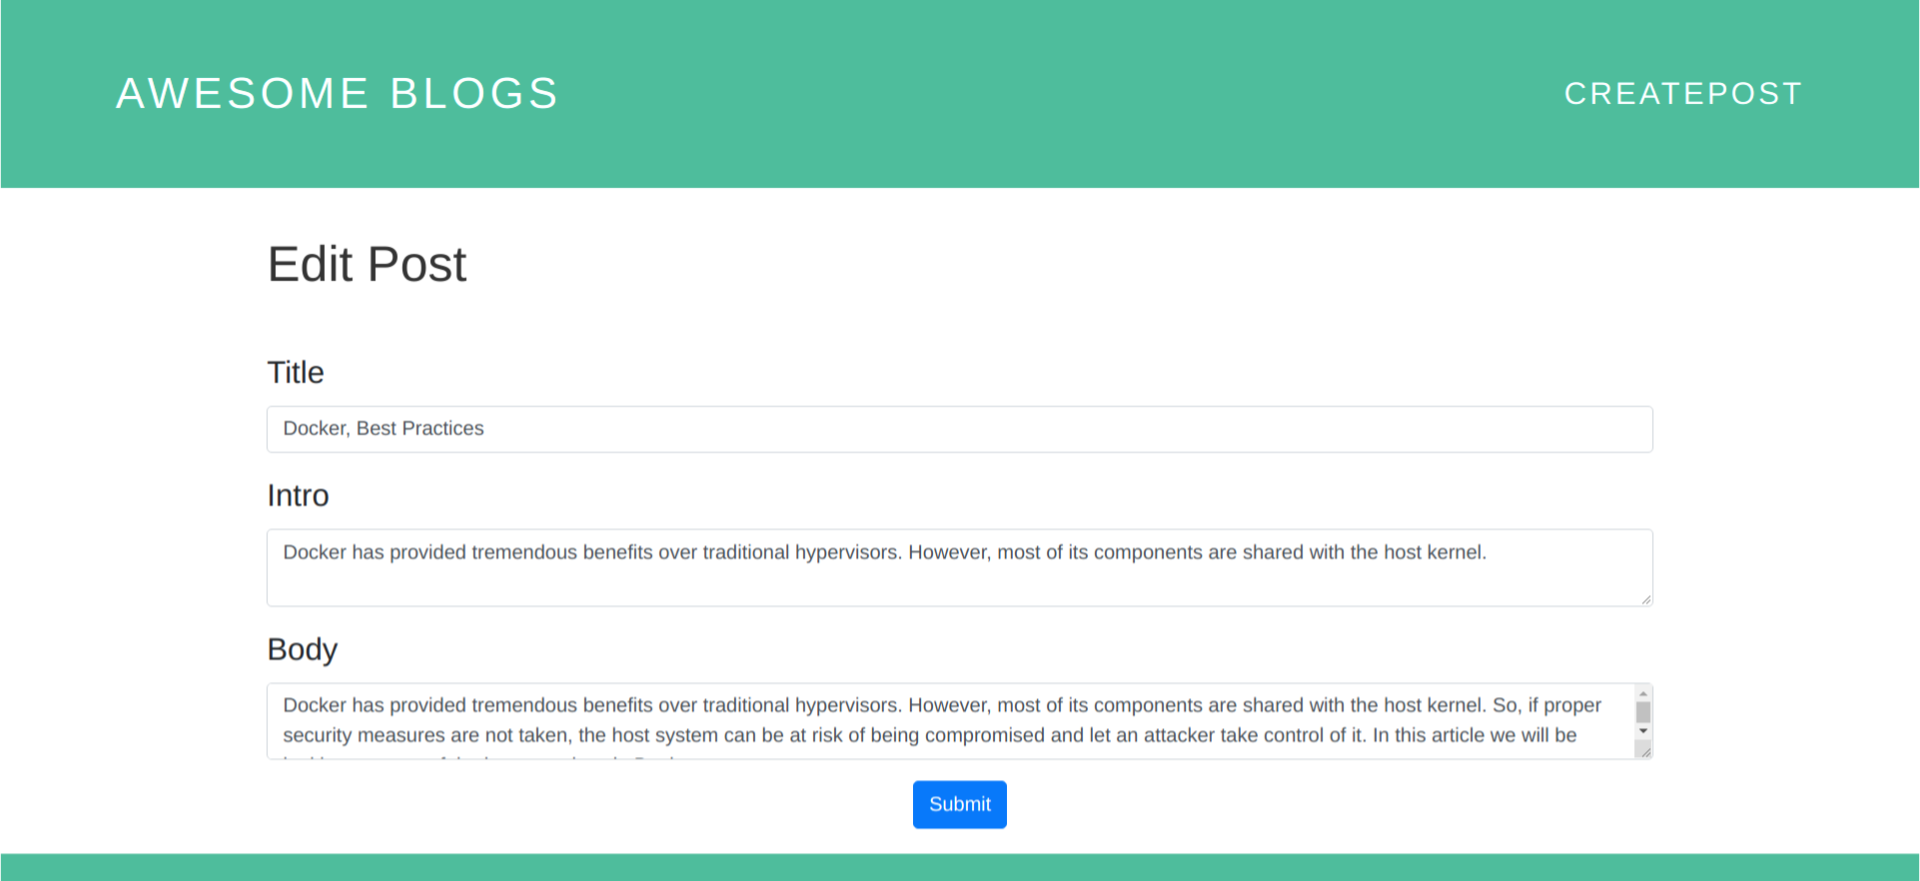 AWESOME BLOGS
CREATEPOST
Edit Post
Title
Docker, Best Practices
Intro
Docker has provided tremendous benefits over traditional hypervisors. However, most of its components are shared with the host kernel.
Body
Docker has provided tremendous benefits over traditional hypervisors. However, most of its components are shared with the host kernel. So, if proper
security measures are not taken, the host system can be at risk of being compromised and let an attacker take control of it. In this article we will be
Submit